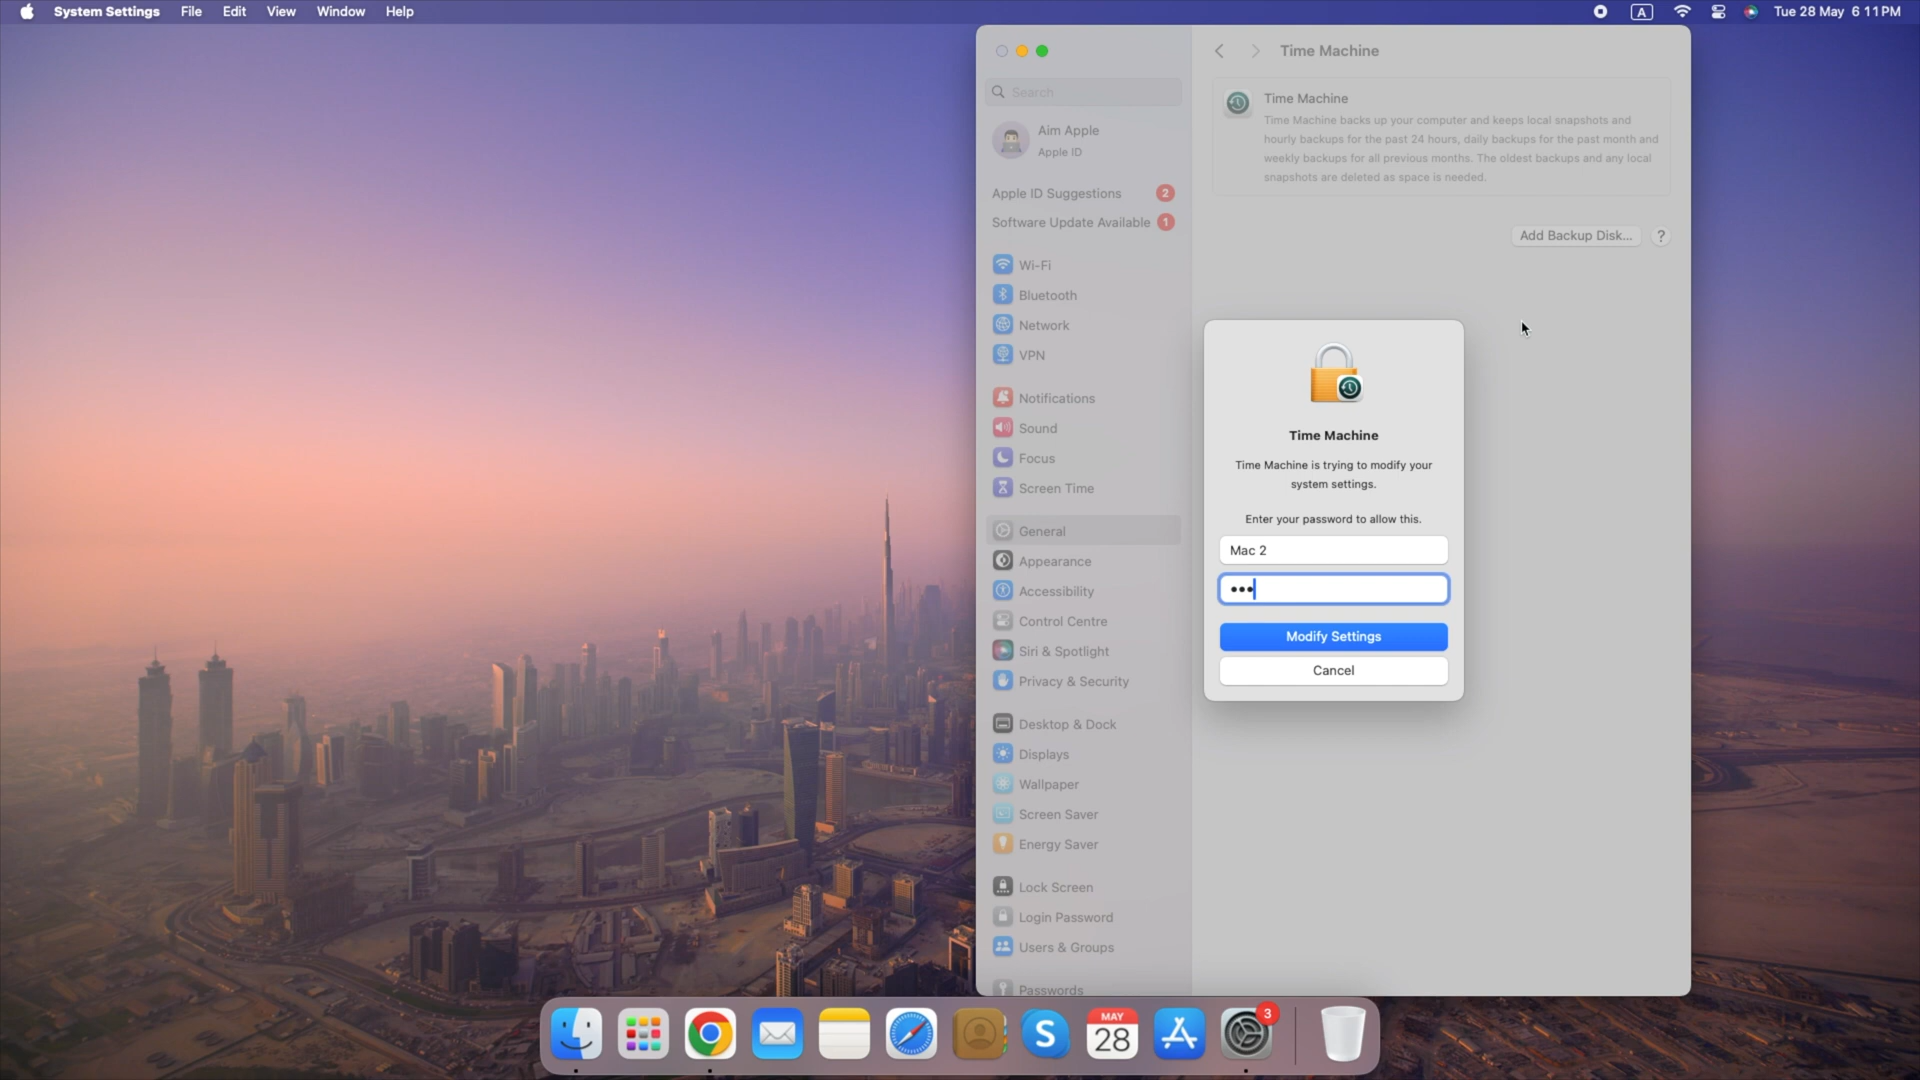 System Settings File Edit View Window Help
A Tue 28 May 6 11 PM
Time Machine
Search
Aim Apple
Apple ID
Apple ID Suggestions 2
Software Update Available 1
Wi-Fi
Bluetooth
Network
VPN
Notifications
Sound
Focus
Screen Time
General
Appearance
Accessibility
Control Centre
Siri & Spotlight
Privacy & Security
Desktop & Dock
Displays
Wallpaper
Screen Saver
Energy Saver
Lock Screen
Login Password
Users & Groups
Passwords
Time Machine
Time Machine backs up your computer and keeps local snapshots and
hourly backups for the past 24 hours, daily backups for the past month and
weekly backups for all previous months. The oldest backups and any local
snapshots are deleted as space is needed.
Add Backup Disk... ?
Time Machine
Time Machine is trying to modify your
system settings.
Enter your password to allow this.
Mac 2
•••
Modify Settings
Cancel
S
MAY
28
3